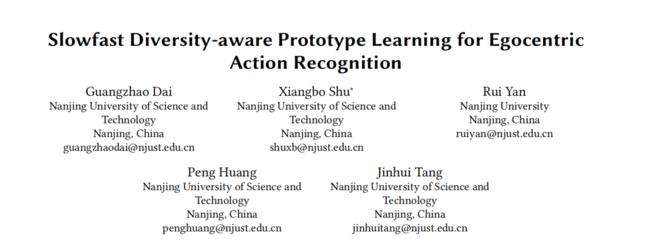 Slowfast Diversity-aware Prototype Learning for Egocentric
Action Recognition
Guangzhao Dai
Nanjing University of Science and
Technology
Nanjing, China
guangzhaodai@njust.edu.cn
Xiangbo Shu*
Nanjing University of Science and
Technology
Nanjing, China
shuxb@njust.edu.cn
Rui Yan
Nanjing University
Nanjing, China
ruiyan@njust.edu.cn
Peng Huang
Nanjing University of Science and
Technology
Nanjing, China
penghuang@njust.edu.cn
Jinhui Tang
Nanjing University of Science and
Technology
Nanjing, China
jinhuitang@njust.edu.cn